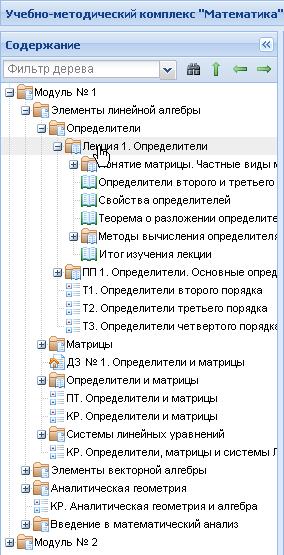 Учебно-методический комплекс "Математика"
Содержание
Фильтр дерева
Модуль № 1
Элементы линейной алгебры
Определители
Лекция 1. Определители
Понятие матрицы. Частные виды м
Определители второго и третьего
Свойства определителей
Теорема о разложении определите
Методы вычисления определителя
Итог изучения лекции
ПП 1. Определители. Основные опред
Т1. Определители второго порядка
Т2. Определители третьего порядка
Т3. Определители четвертого порядка
Матрицы
ДЗ № 1. Определители и матрицы
Определители и матрицы
ПТ. Определители и матрицы
КР. Определители и матрицы
Системы линейных уравнений
КР. Определители, матрицы и системы Л
Элементы векторной алгебры
Аналитическая геометрия
КР. Аналитическая геометрия и алгебра
Введение в математический анализ
Модуль № 2